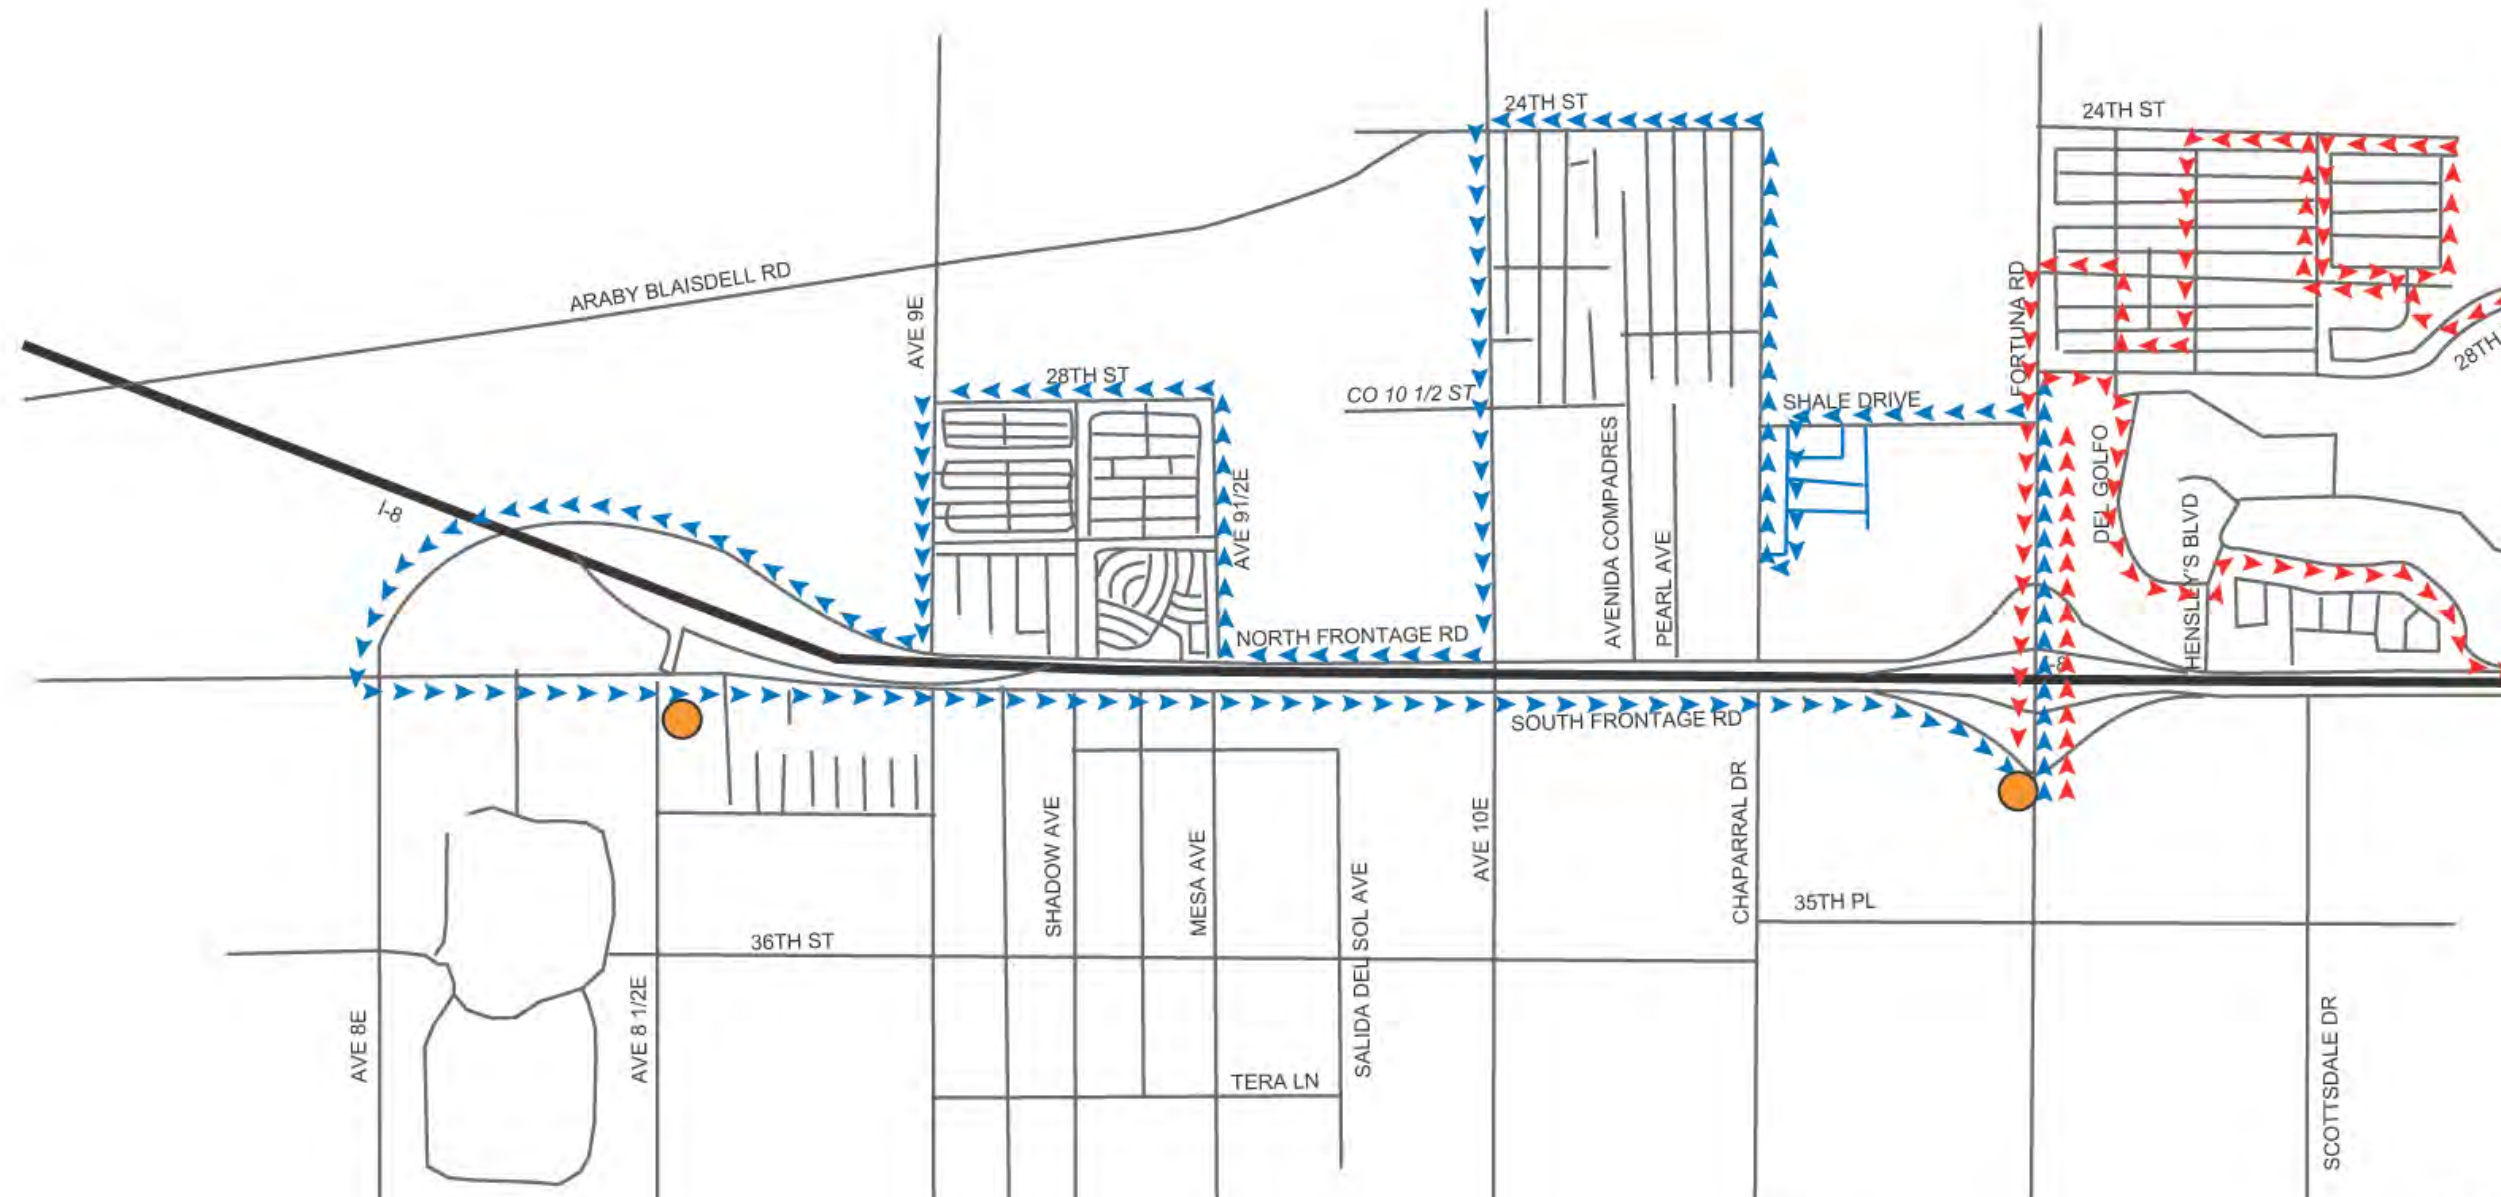 24TH ST
24TH ST
ARABY BLAISDELL RD
AVE 9E
FORTUNA RD
28TH
28TH ST
CO 10 1/2 ST
SHALE DRIVE
I-8
AVE 91/2E
AVENIDA COMPADRES
PEARL AVE
DEL GOLFO
HENSLEY'S BLVD
NORTH FRONTAGE RD
I-8
SOUTH FRONTAGE RD
SHADOW AVE
MESA AVE
SALIDA DEL SOL AVE
AVE 10E
CHAPARRAL DR
35TH PL
36TH ST
AVE 8E
AVE 8 1/2E
TERA LN
SCOTTSDALE DR